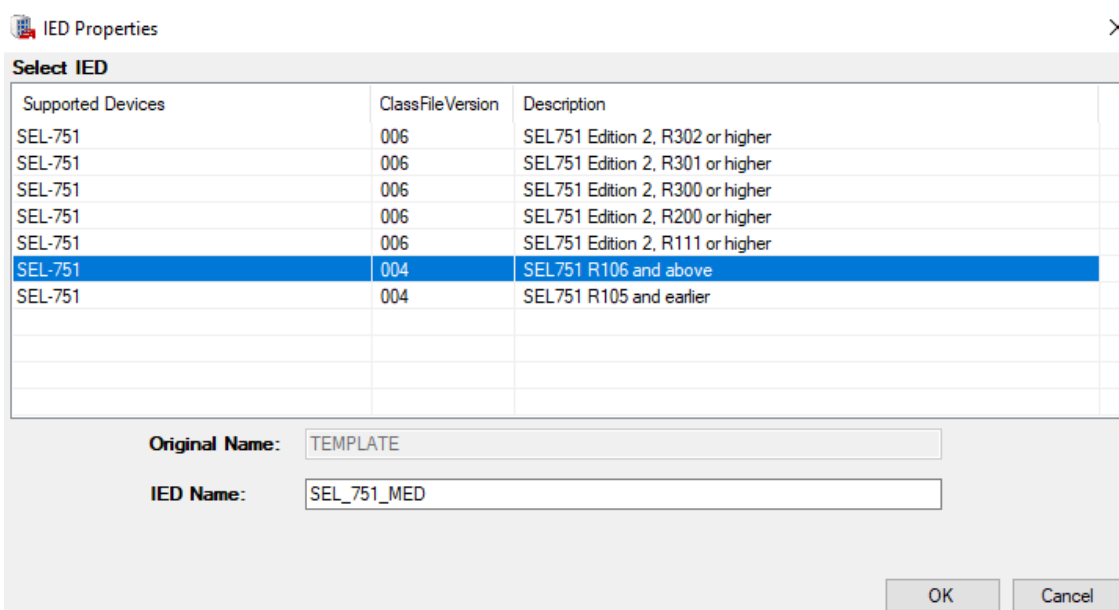 IED Properties
Select IED
Supported Devices ClassFileVersion Description
SEL-751 006 SEL751 Edition 2, R302 or higher
SEL-751 006 SEL751 Edition 2, R301 or higher
SEL-751 006 SEL751 Edition 2, R300 or higher
SEL-751 006 SEL751 Edition 2, R200 or higher
SEL-751 006 SEL751 Edition 2, R111 or higher
SEL-751 004 SEL751 R106 and above
SEL-751 004 SEL751 R105 and earlier
Original Name: TEMPLATE
IED Name: SEL_751_MED
OK Cancel